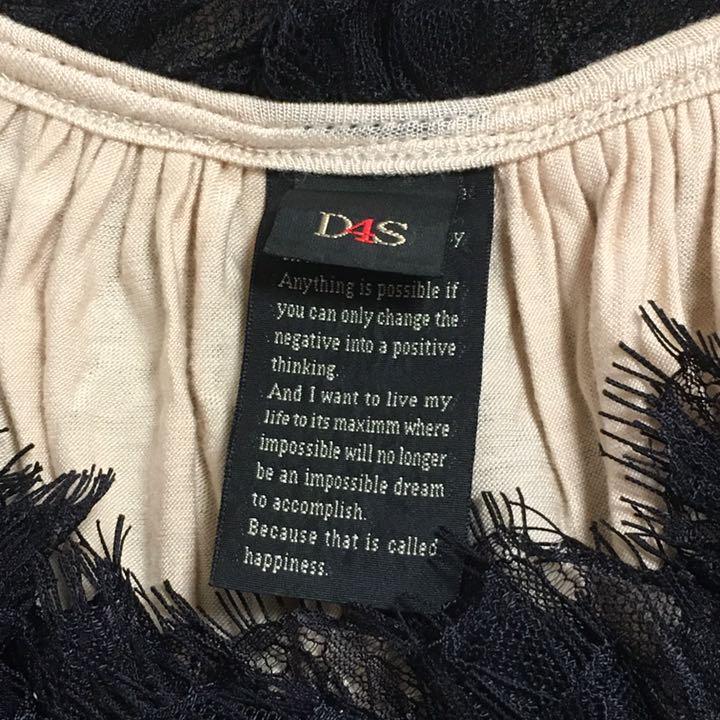 D4S
y
Anything is possible if
you can only change the
negative into a positive
thinking.
And I want to live my
life to its maximm where
impossible will no longer
be an impossible dream
to accomplish.
Because that is called
happiness.